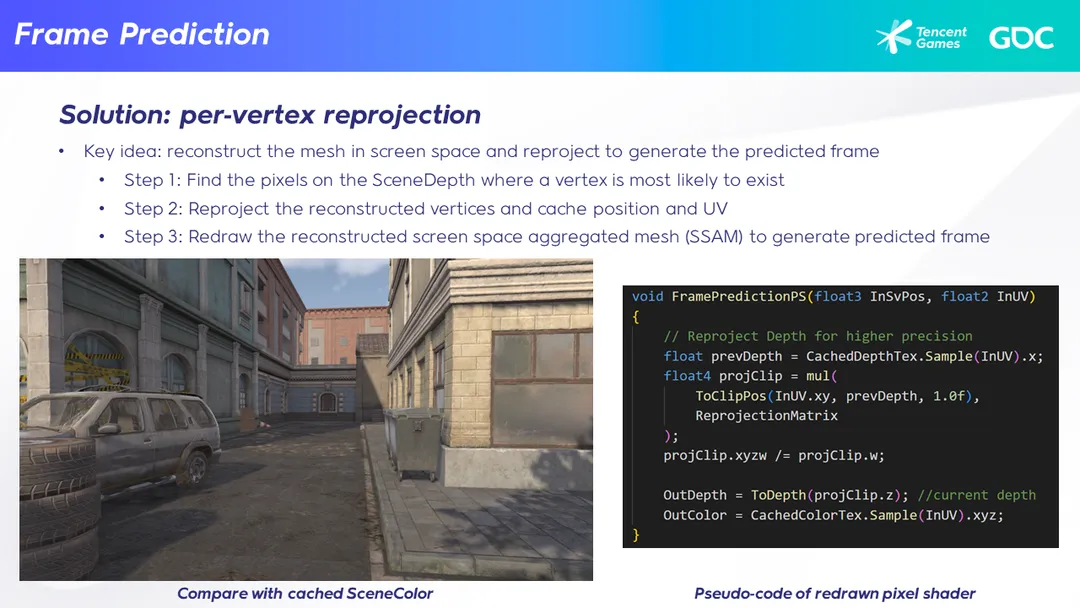 Frame Prediction
Tencent
Games
GDC
Solution: per-vertex reprojection
• Key idea: reconstruct the mesh in screen space and reproject to generate the predicted frame
• Step 1: Find the pixels on the SceneDepth where a vertex is most likely to exist
• Step 2: Reproject the reconstructed vertices and cache position and UV
• Step 3: Redraw the reconstructed screen space aggregated mesh (SSAM) to generate predicted frame
void FramePredictionPS(float3 InSvPos, float2 InUV)
{
// Reproject Depth for higher precision
float prevDepth = CachedDepthTex.Sample(InUV).x;
float4 projClip = mul(
ToClipPos(InUV.xy, prevDepth, 1.0f),
ReprojectionMatrix
);
projClip.xyzw /= projClip.w;
OutDepth = ToDepth(projClip.z); //current depth
OutColor = CachedColorTex.Sample(InUV).xyz;
}
Compare with cached SceneColor
Pseudo-code of redrawn pixel shader